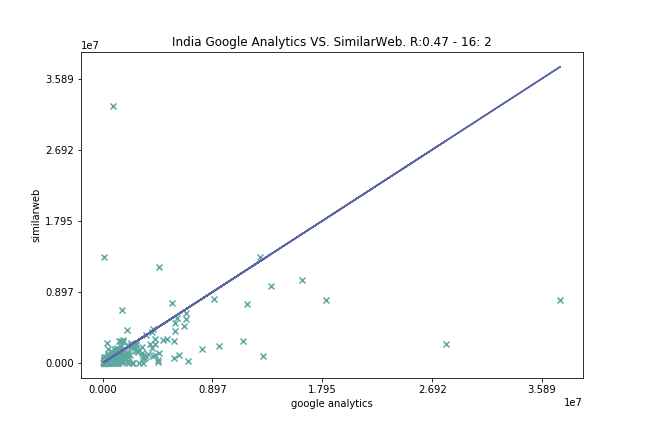 India Google Analytics VS. SimilarWeb. R:0.47 - 16: 2
1e7
3.589
2.692
1.795
0.897
0.000
similarweb
0.000 0.897 1.795 2.692 3.589
google analytics
1e7